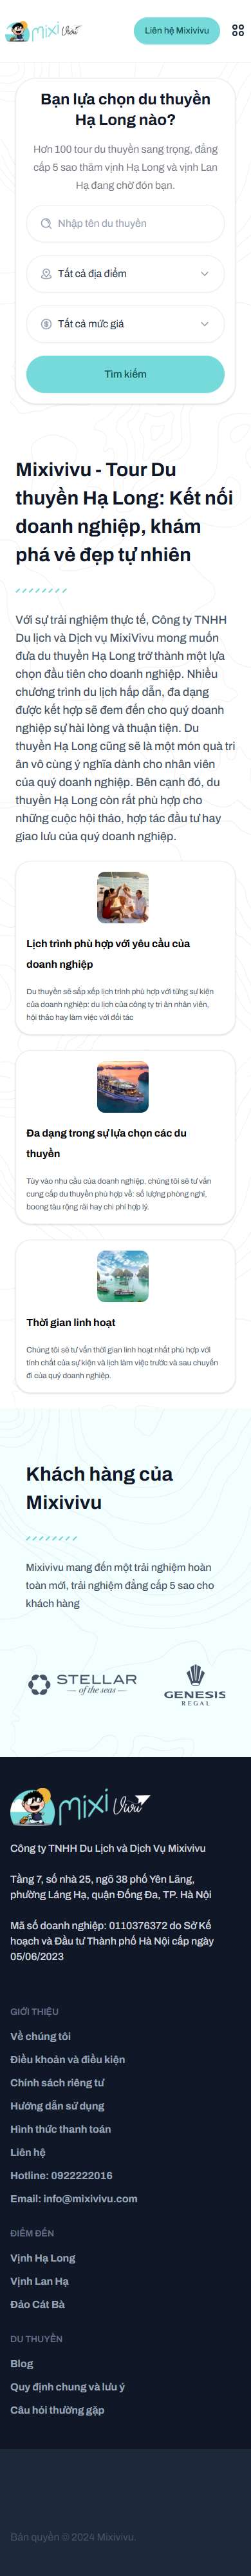 mixi Vivu
Liên hệ Mixivivu
Bạn lựa chọn du thuyền
Hạ Long nào?
Hơn 100 tour du thuyền sang trọng, đẳng
cấp 5 sao thăm vịnh Hạ Long và vịnh Lan
Hạ đang chờ đón bạn.
Nhập tên du thuyền
Tất cả địa điểm
Tất cả mức giá
Tìm kiếm
Mixivivu - Tour Du
thuyền Hạ Long: Kết nối
doanh nghiệp, khám
phá vẻ đẹp tự nhiên
Với sự trải nghiệm thực tế, Công ty TNHH
Du lịch và Dịch vụ MixiVivu mong muốn
đưa du thuyền Hạ Long trở thành một lựa
chọn đầu tiên cho doanh nghiệp. Nhiều
chương trình du lịch hấp dẫn, đa dạng
được kết hợp sẽ đem đến cho quý doanh
nghiệp sự hài lòng và thuận tiện. Du
thuyền Hạ Long cũng sẽ là một món quà tri
ân vô cùng ý nghĩa dành cho nhân viên
của quý doanh nghiệp. Bên cạnh đó, du
thuyền Hạ Long còn rất phù hợp cho
những cuộc hội thảo, hợp tác đầu tư hay
giao lưu của quý doanh nghiệp.
Lịch trình phù hợp với yêu cầu của
doanh nghiệp
Du thuyền sẽ sắp xếp lịch trình phù hợp với từng sự kiện
của doanh nghiệp: du lịch của công ty tri ân nhân viên,
hội thảo hay làm việc với đối tác
Đa dạng trong sự lựa chọn các du
thuyền
Tùy vào nhu cầu của doanh nghiệp, chúng tôi sẽ tư vấn
cung cấp du thuyền phù hợp về: số lượng phòng nghỉ,
boong tàu rộng rãi hay chi phí hợp lý.
Thời gian linh hoạt
Chúng tôi sẽ tư vấn thời gian linh hoạt nhất phù hợp với
tính chất của sự kiện và lịch làm việc trước và sau chuyến
đi của quý doanh nghiệp.
Khách hàng của
Mixivivu
Mixivivu mang đến một trải nghiệm hoàn
toàn mới, trải nghiệm đẳng cấp 5 sao cho
khách hàng
STELLAR
of the seas
GENESIS
REGAL
mixi Vivu
Công ty TNHH Du Lịch và Dịch Vụ Mixivivu
Tầng 7, số nhà 25, ngõ 38 phố Yên Lãng,
phường Láng Hạ, quận Đống Đa, TP. Hà Nội
Mã số doanh nghiệp: 0110376372 do Sở Kế
hoạch và Đầu tư Thành phố Hà Nội cấp ngày
05/06/2023
GIỚI THIỆU
Về chúng tôi
Điều khoản và điều kiện
Chính sách riêng tư
Hướng dẫn sử dụng
Hình thức thanh toán
Liên hệ
Hotline: 0922222016
Email: info@mixivivu.com
ĐIỂM ĐẾN
Vịnh Hạ Long
Vịnh Lan Hạ
Đảo Cát Bà
DU THUYỀN
Blog
Quy định chung và lưu ý
Câu hỏi thường gặp
Bản quyền © 2024 Mixivivu.